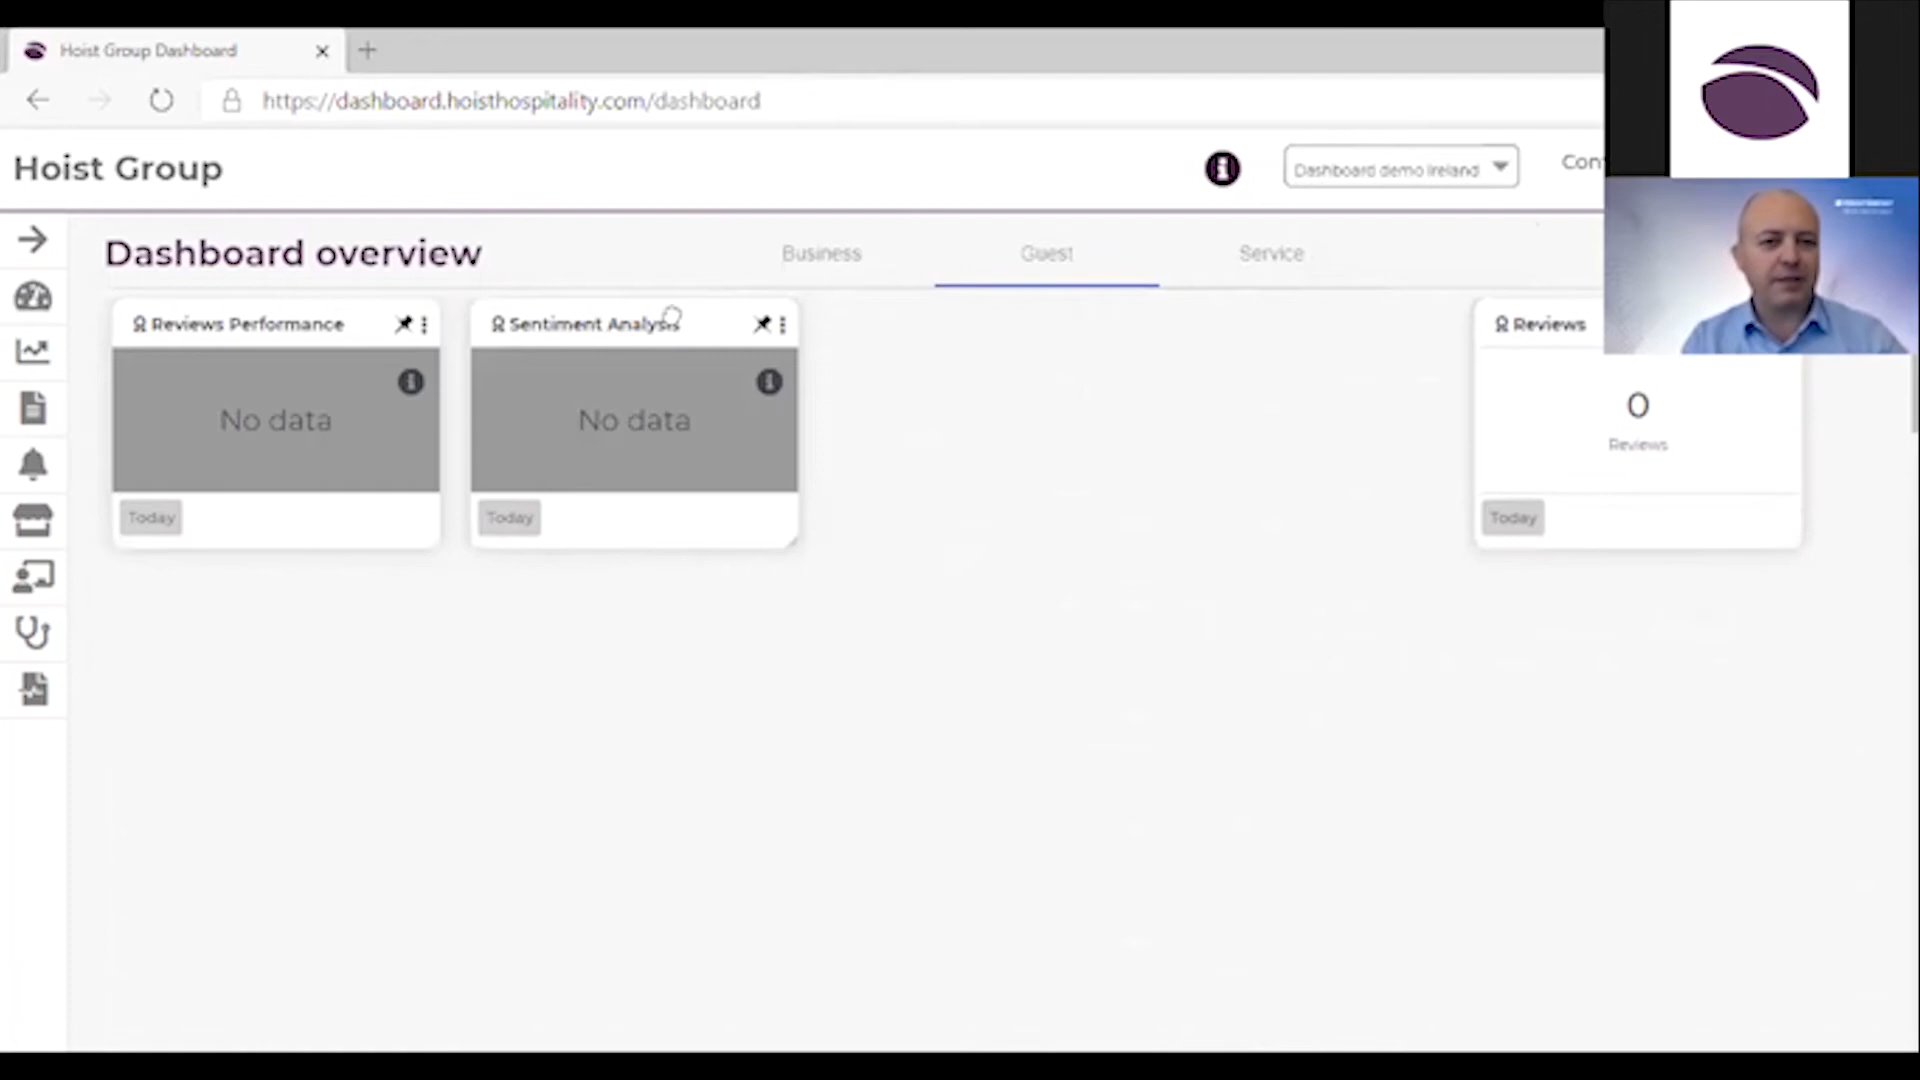 Hoist Group Dashboard
https://dashboard.hoisthospitality.com/dashboard
Hoist Group
Dashboard demo Ireland
Con
Dashboard overview
Business
Guest
Service
Reviews Performance
Sentiment Analysis
Reviews
No data
No data
0
Reviews
Today
Today
Today